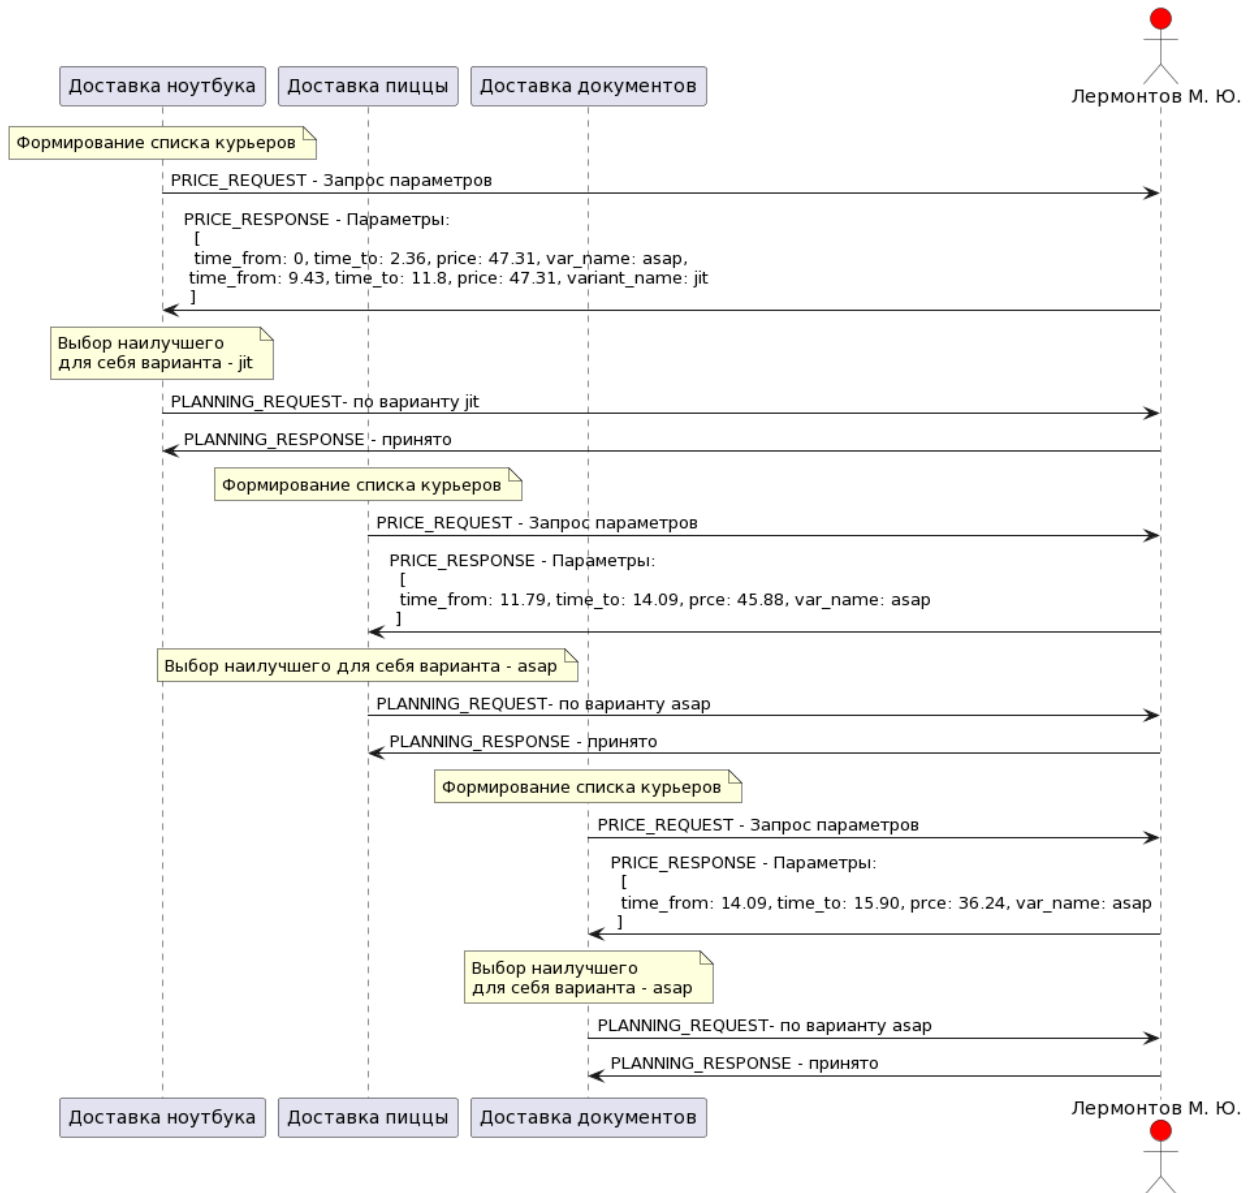 Лермонтов М. Ю.
Доставка ноутбука
Доставка пиццы
Доставка документов
Формирование списка курьеров
PRICE_REQUEST - Запрос параметров
PRICE_RESPONSE - Параметры:
[
time_from: 0, time_to: 2.36, price: 47.31, var_name: asap,
time_from: 9.43, time_to: 11.8, price: 47.31, variant_name: jit
]
Выбор наилучшего
для себя варианта - jit
PLANNING_REQUEST- по варианту jit
PLANNING_RESPONSE - принято
Формирование списка курьеров
PRICE_REQUEST - Запрос параметров
PRICE_RESPONSE - Параметры:
[
time_from: 11.79, time_to: 14.09, prce: 45.88, var_name: asap
]
Выбор наилучшего для себя варианта - asap
PLANNING_REQUEST- по варианту asap
PLANNING_RESPONSE - принято
Формирование списка курьеров
PRICE_REQUEST - Запрос параметров
PRICE_RESPONSE - Параметры:
[
time_from: 14.09, time_to: 15.90, prce: 36.24, var_name: asap
]
Выбор наилучшего
для себя варианта - asap
PLANNING_REQUEST- по варианту asap
PLANNING_RESPONSE - принято
Доставка ноутбука
Доставка пиццы
Доставка документов
Лермонтов М. Ю.